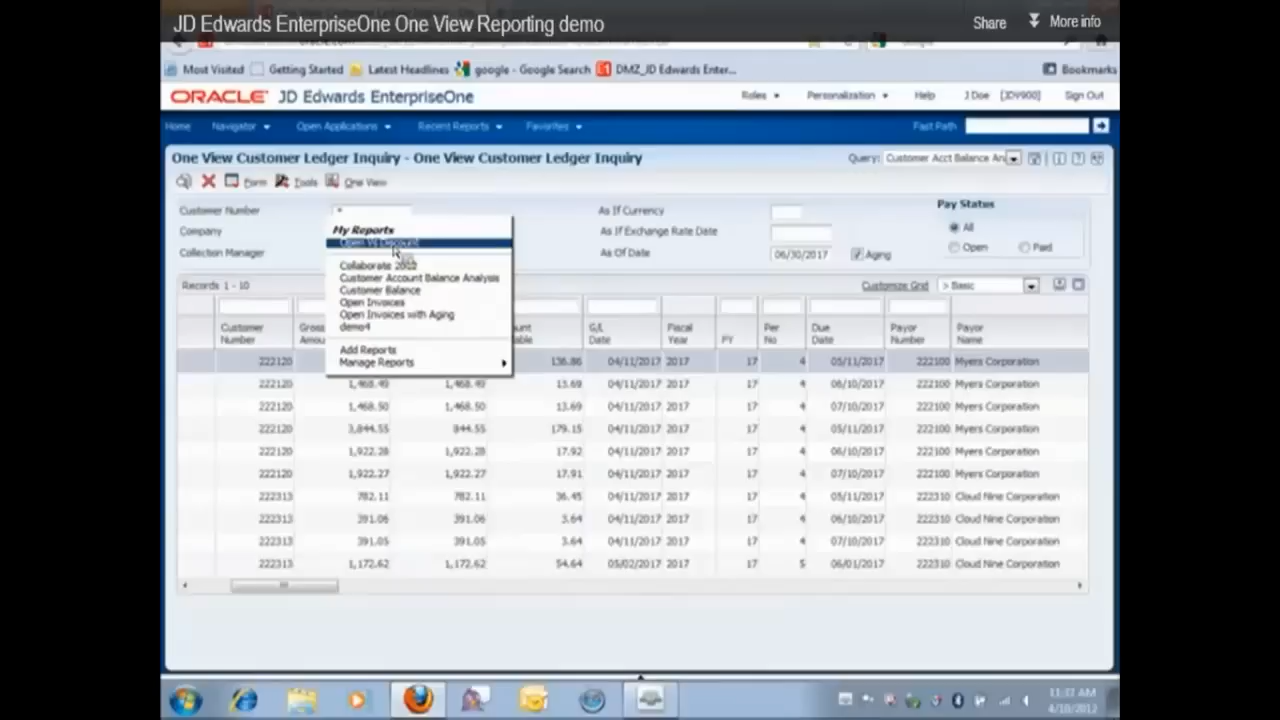 JD Edwards EnterpriseOne One View Reporting demo Share More info
Most Visited Getting Started Latest Headlines google - Google Search DMZ_JD Edwards Enter... Bookmarks
ORACLE JD Edwards EnterpriseOne Roles Personalization Help J Doe [JDV900] Sign Out
Home Navigator Open Applications Recent Reports Favorites Fast Path
One View Customer Ledger Inquiry - One View Customer Ledger Inquiry Query: Customer Acct Balance An
Form Tools One View
Customer Number * As If Currency Pay Status
Company As If Exchange Rate Date All
Collection Manager As Of Date 06/30/2017 Aging Open Paid
My Reports
Open Vs Discount
Collaborate 2012
Customer Account Balance Analysis
Customer Balance
Open Invoices
Open Invoices with Aging
demo4
Add Reports
Manage Reports
Records 1 - 10 Customize Grid > Basic
Customer Number Gross G/L Date Fiscal Year PY Per No Due Date Payor Number Payor Name
222120 136.86 04/11/2017 2017 17 4 05/11/2017 222100 Myers Corporation
222120 1,468.49 1,468.49 13.69 04/11/2017 2017 17 4 06/10/2017 222100 Myers Corporation
222120 1,468.50 1,468.50 13.69 04/11/2017 2017 17 4 07/10/2017 222100 Myers Corporation
222120 3,844.55 844.55 179.15 04/11/2017 2017 17 4 05/11/2017 222100 Myers Corporation
222120 1,922.28 1,922.28 17.92 04/11/2017 2017 17 4 06/10/2017 222100 Myers Corporation
222120 1,922.27 1,922.27 17.91 04/11/2017 2017 17 4 07/10/2017 222100 Myers Corporation
222313 782.11 782.11 36.45 04/11/2017 2017 17 4 05/11/2017 222310 Cloud Nine Corporation
222313 391.06 391.06 3.64 04/11/2017 2017 17 4 06/10/2017 222310 Cloud Nine Corporation
222313 391.05 391.05 3.64 04/11/2017 2017 17 4 07/10/2017 222310 Cloud Nine Corporation
222313 1,172.62 1,172.62 54.64 05/02/2017 2017 17 5 06/01/2017 222310 Cloud Nine Corporation
11:37 AM
4/10/2012